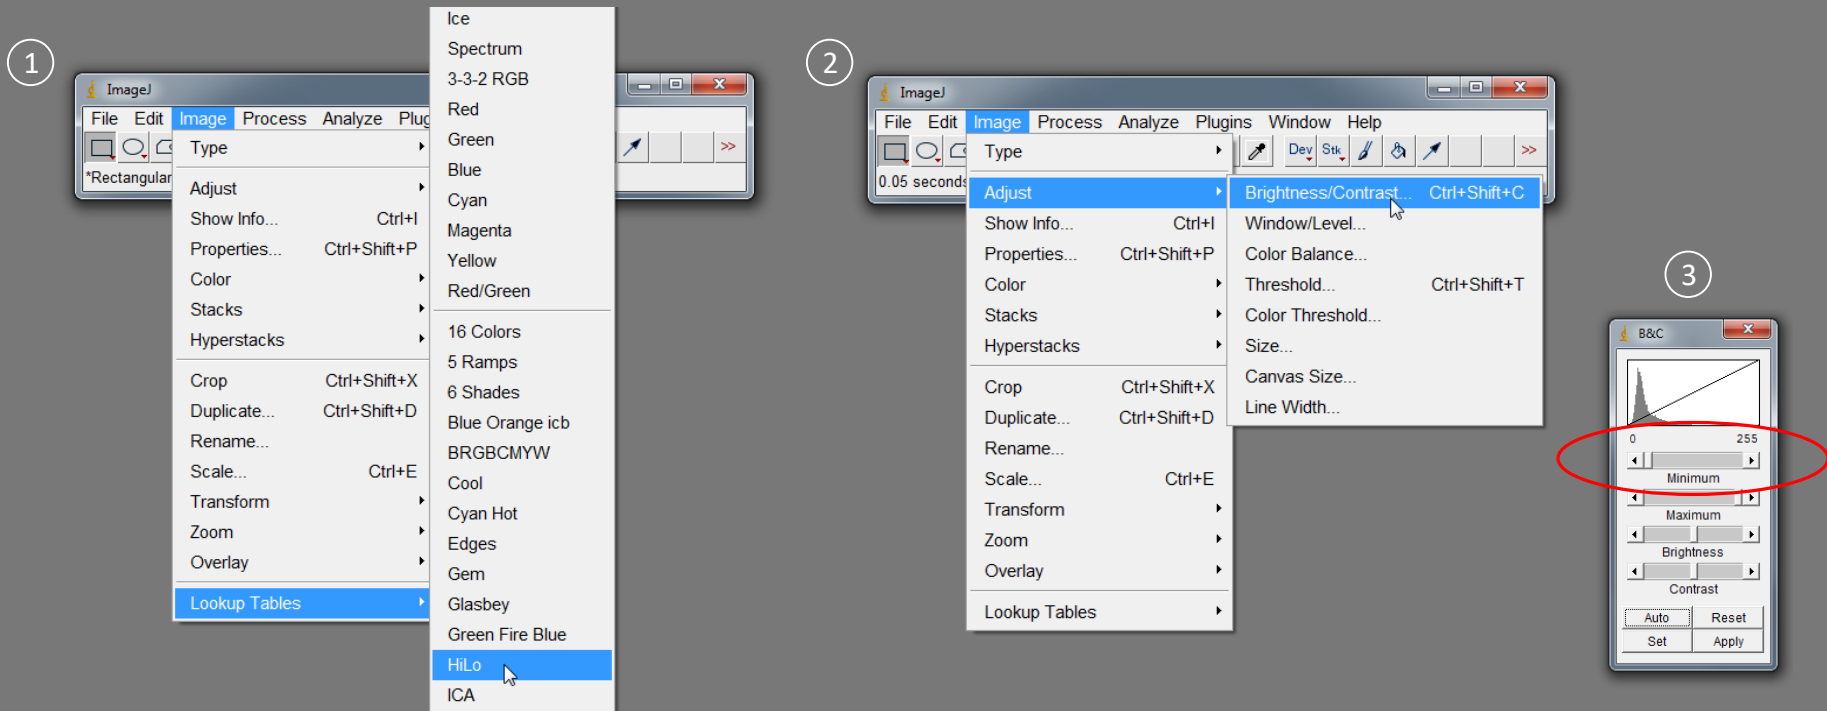 1
ImageJ
File Edit Image Process Analyze Plug
*Rectangular
Type
Adjust
Show Info... Ctrl+I
Properties... Ctrl+Shift+P
Color
Stacks
Hyperstacks
Crop Ctrl+Shift+X
Duplicate... Ctrl+Shift+D
Rename...
Scale... Ctrl+E
Transform
Zoom
Overlay
Lookup Tables
Ice
Spectrum
3-3-2 RGB
Red
Green
Blue
Cyan
Magenta
Yellow
Red/Green
16 Colors
5 Ramps
6 Shades
Blue Orange icb
BRGBCMYW
Cool
Cyan Hot
Edges
Gem
Glasbey
Green Fire Blue
HiLo
ICA
>>
2
ImageJ
File Edit Image Process Analyze Plugins Window Help
Dev Stk >>
0.05 seconds
Type
Adjust
Show Info... Ctrl+I
Properties... Ctrl+Shift+P
Color
Stacks
Hyperstacks
Crop Ctrl+Shift+X
Duplicate... Ctrl+Shift+D
Rename...
Scale... Ctrl+E
Transform
Zoom
Overlay
Lookup Tables
Brightness/Contrast... Ctrl+Shift+C
Window/Level...
Color Balance...
Threshold... Ctrl+Shift+T
Color Threshold...
Size...
Canvas Size...
Line Width...
3
B&C
0 255
Minimum
Maximum
Brightness
Contrast
Auto Reset
Set Apply